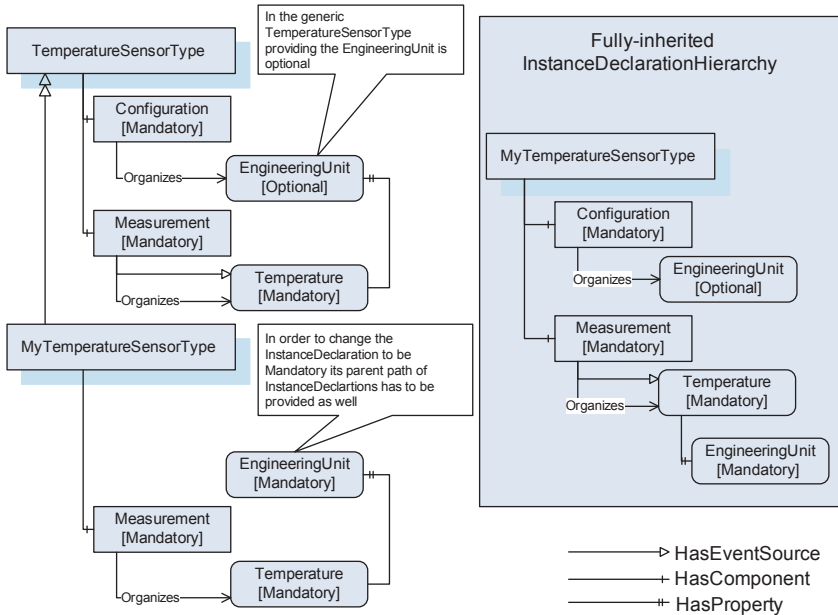 TemperatureSensorType
Configuration
[Mandatory]
Organizes
In the generic
TemperatureSensorType
providing the EngineeringUnit is
optional
EngineeringUnit
[Optional]
Measurement
[Mandatory]
Organizes
Temperature
[Mandatory]
MyTemperatureSensorType
In order to change the
InstanceDeclaration to be
Mandatory its parent path of
InstanceDeclartions has to be
provided as well
EngineeringUnit
[Mandatory]
Measurement
[Mandatory]
Organizes
Temperature
[Mandatory]
Fully-inherited
InstanceDeclarationHierarchy
MyTemperatureSensorType
Configuration
[Mandatory]
Organizes
EngineeringUnit
[Optional]
Measurement
[Mandatory]
Organizes
Temperature
[Mandatory]
EngineeringUnit
[Mandatory]
HasEventSource
HasComponent
HasProperty